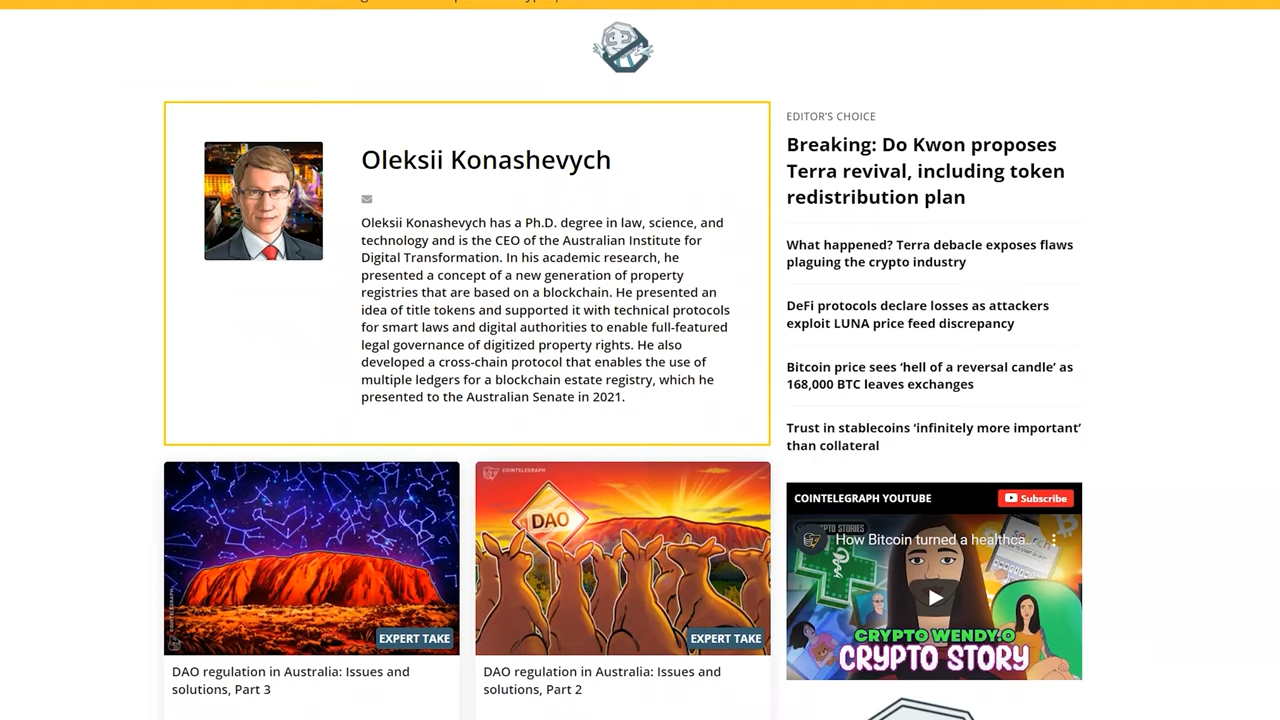 Oleksii Konashevych
Oleksii Konashevych has a Ph.D. degree in law, science, and
technology and is the CEO of the Australian Institute for
Digital Transformation. In his academic research, he
presented a concept of a new generation of property
registries that are based on a blockchain. He presented an
idea of title tokens and supported it with technical protocols
for smart laws and digital authorities to enable full-featured
legal governance of digitized property rights. He also
developed a cross-chain protocol that enables the use of
multiple ledgers for a blockchain estate registry, which he
presented to the Australian Senate in 2021.
COINTELEGRAPH
EXPERT TAKE
DAO regulation in Australia: Issues and
solutions, Part 3
COINTELEGRAPH
DAO
EXPERT TAKE
DAO regulation in Australia: Issues and
solutions, Part 2
EDITOR'S CHOICE
Breaking: Do Kwon proposes
Terra revival, including token
redistribution plan
What happened? Terra debacle exposes flaws
plaguing the crypto industry
DeFi protocols declare losses as attackers
exploit LUNA price feed discrepancy
Bitcoin price sees ‘hell of a reversal candle’ as
168,000 BTC leaves exchanges
Trust in stablecoins ‘infinitely more important’
than collateral
COINTELEGRAPH YOUTUBE
Subscribe
How Bitcoin turned a healthca...
CRYPTO WENDY.O
CRYPTO STORY